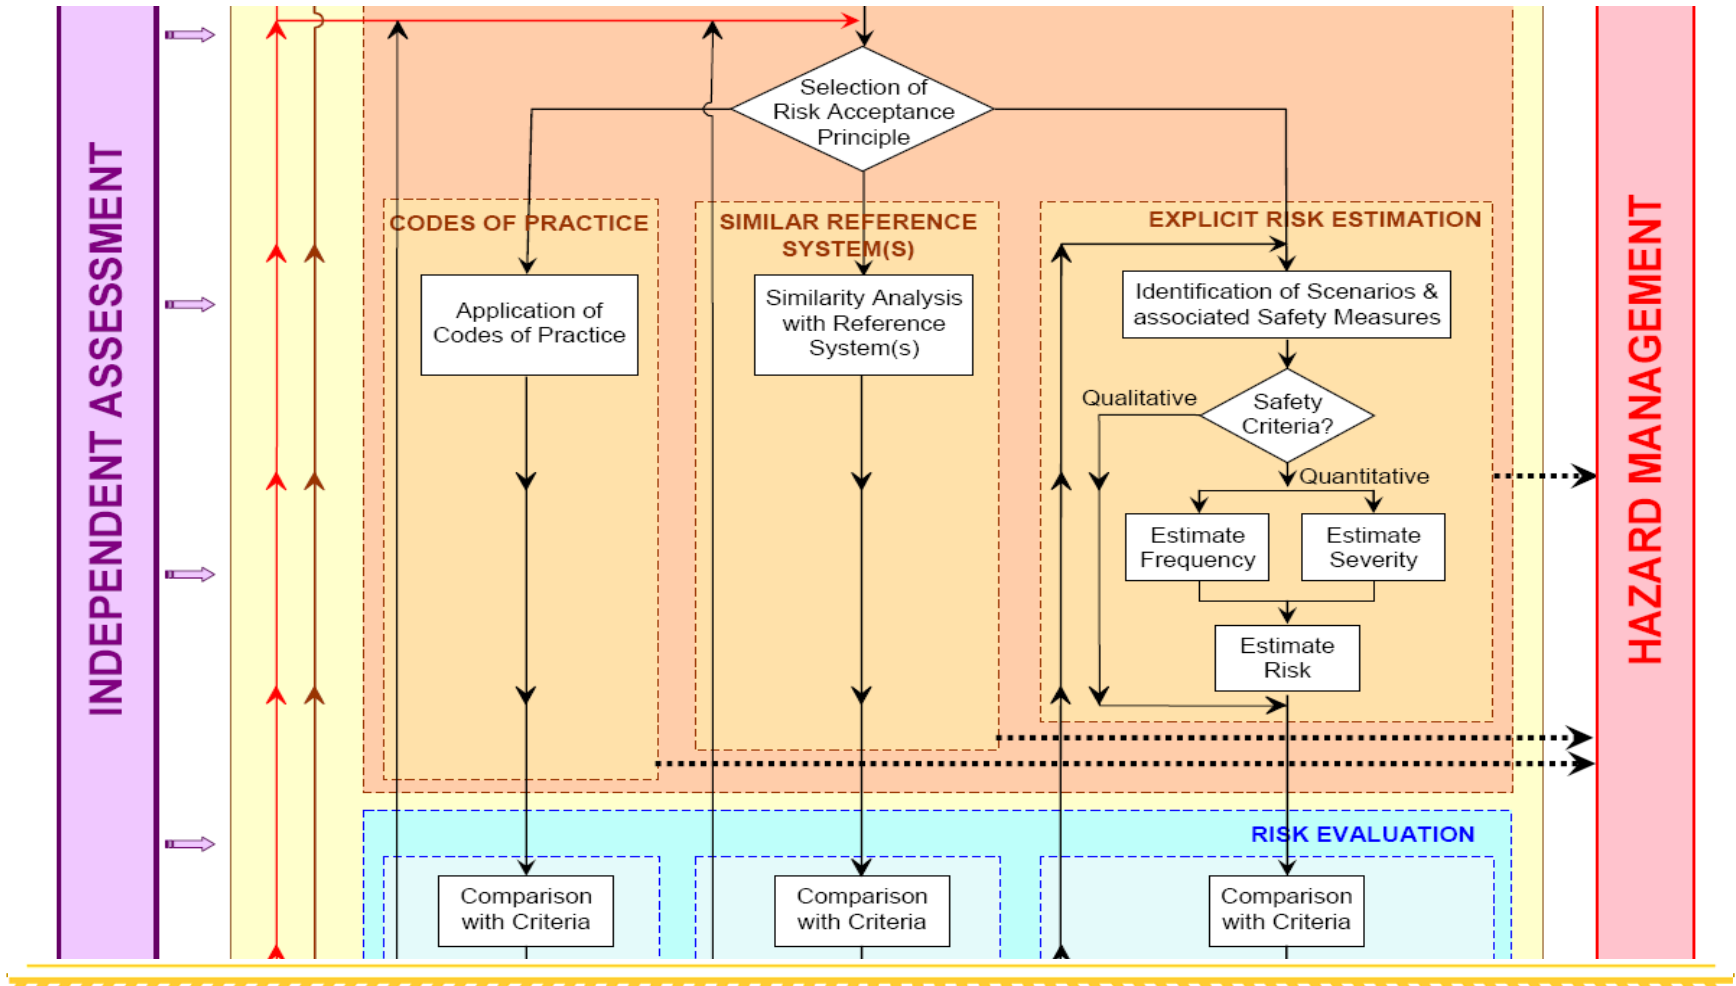 INDEPENDENT ASSESSMENT
Selection of
Risk Acceptance
Principle
CODES OF PRACTICE
Application of
Codes of Practice
SIMILAR REFERENCE
SYSTEM(S)
Similarity Analysis
with Reference
System(s)
EXPLICIT RISK ESTIMATION
Identification of Scenarios &
associated Safety Measures
Qualitative
Safety
Criteria?
Quantitative
Estimate
Frequency
Estimate
Severity
Estimate
Risk
RISK EVALUATION
Comparison
with Criteria
Comparison
with Criteria
Comparison
with Criteria
HAZARD MANAGEMENT